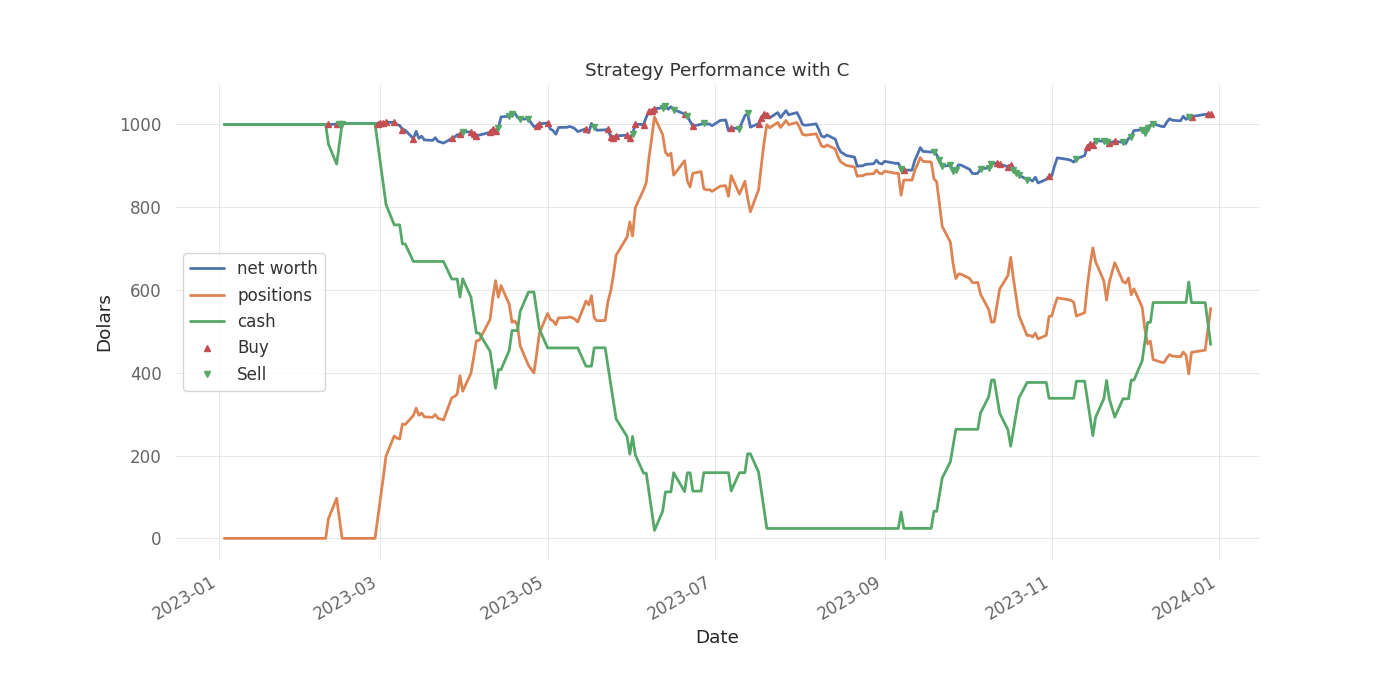 Strategy Performance with C
1000
800
600
400
200
0
Dolars
net worth
positions
cash
Buy
Sell
2023-01
2023-03
2023-05
2023-07
2023-09
2023-11
2024-01
Date